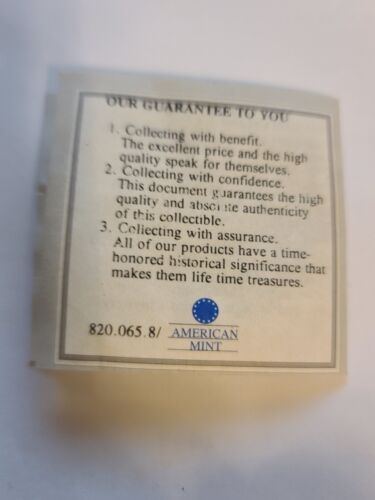 OUR GUARANTEE TO YOU
1. Collecting with benefit.
The excellent price and the high
quality speak for themselves.
2. Collecting with confidence.
This document guarantees the high
quality and absolute authenticity
of this collectible.
3. Collecting with assurance.
All of our products have a time-
honored historical significance that
makes them life time treasures.
820.065.8/ AMERICAN
MINT